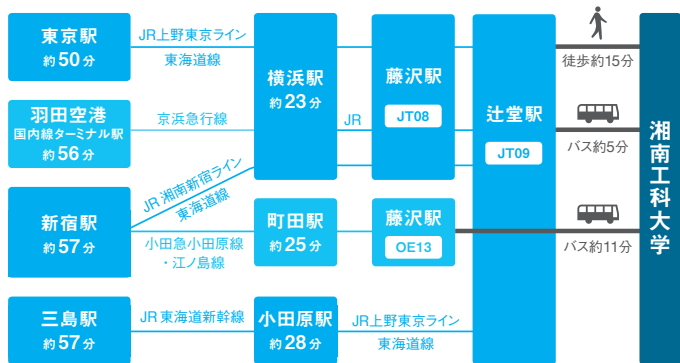 東京駅
約50分
JR上野東京ライン
東海道線
羽田空港
国内線ターミナル駅
約56分
京浜急行線
新宿駅
約57分
JR湘南新宿ライン
東海道線
小田急小田原線
・江ノ島線
三島駅
約57分
JR東海道新幹線
横浜駅
約23分
JR
町田駅
約25分
小田原駅
約28分
JR上野東京ライン
東海道線
藤沢駅
JT08
藤沢駅
OE13
辻堂駅
JT09
徒歩約15分
バス約5分
バス約11分
湘南工科大学